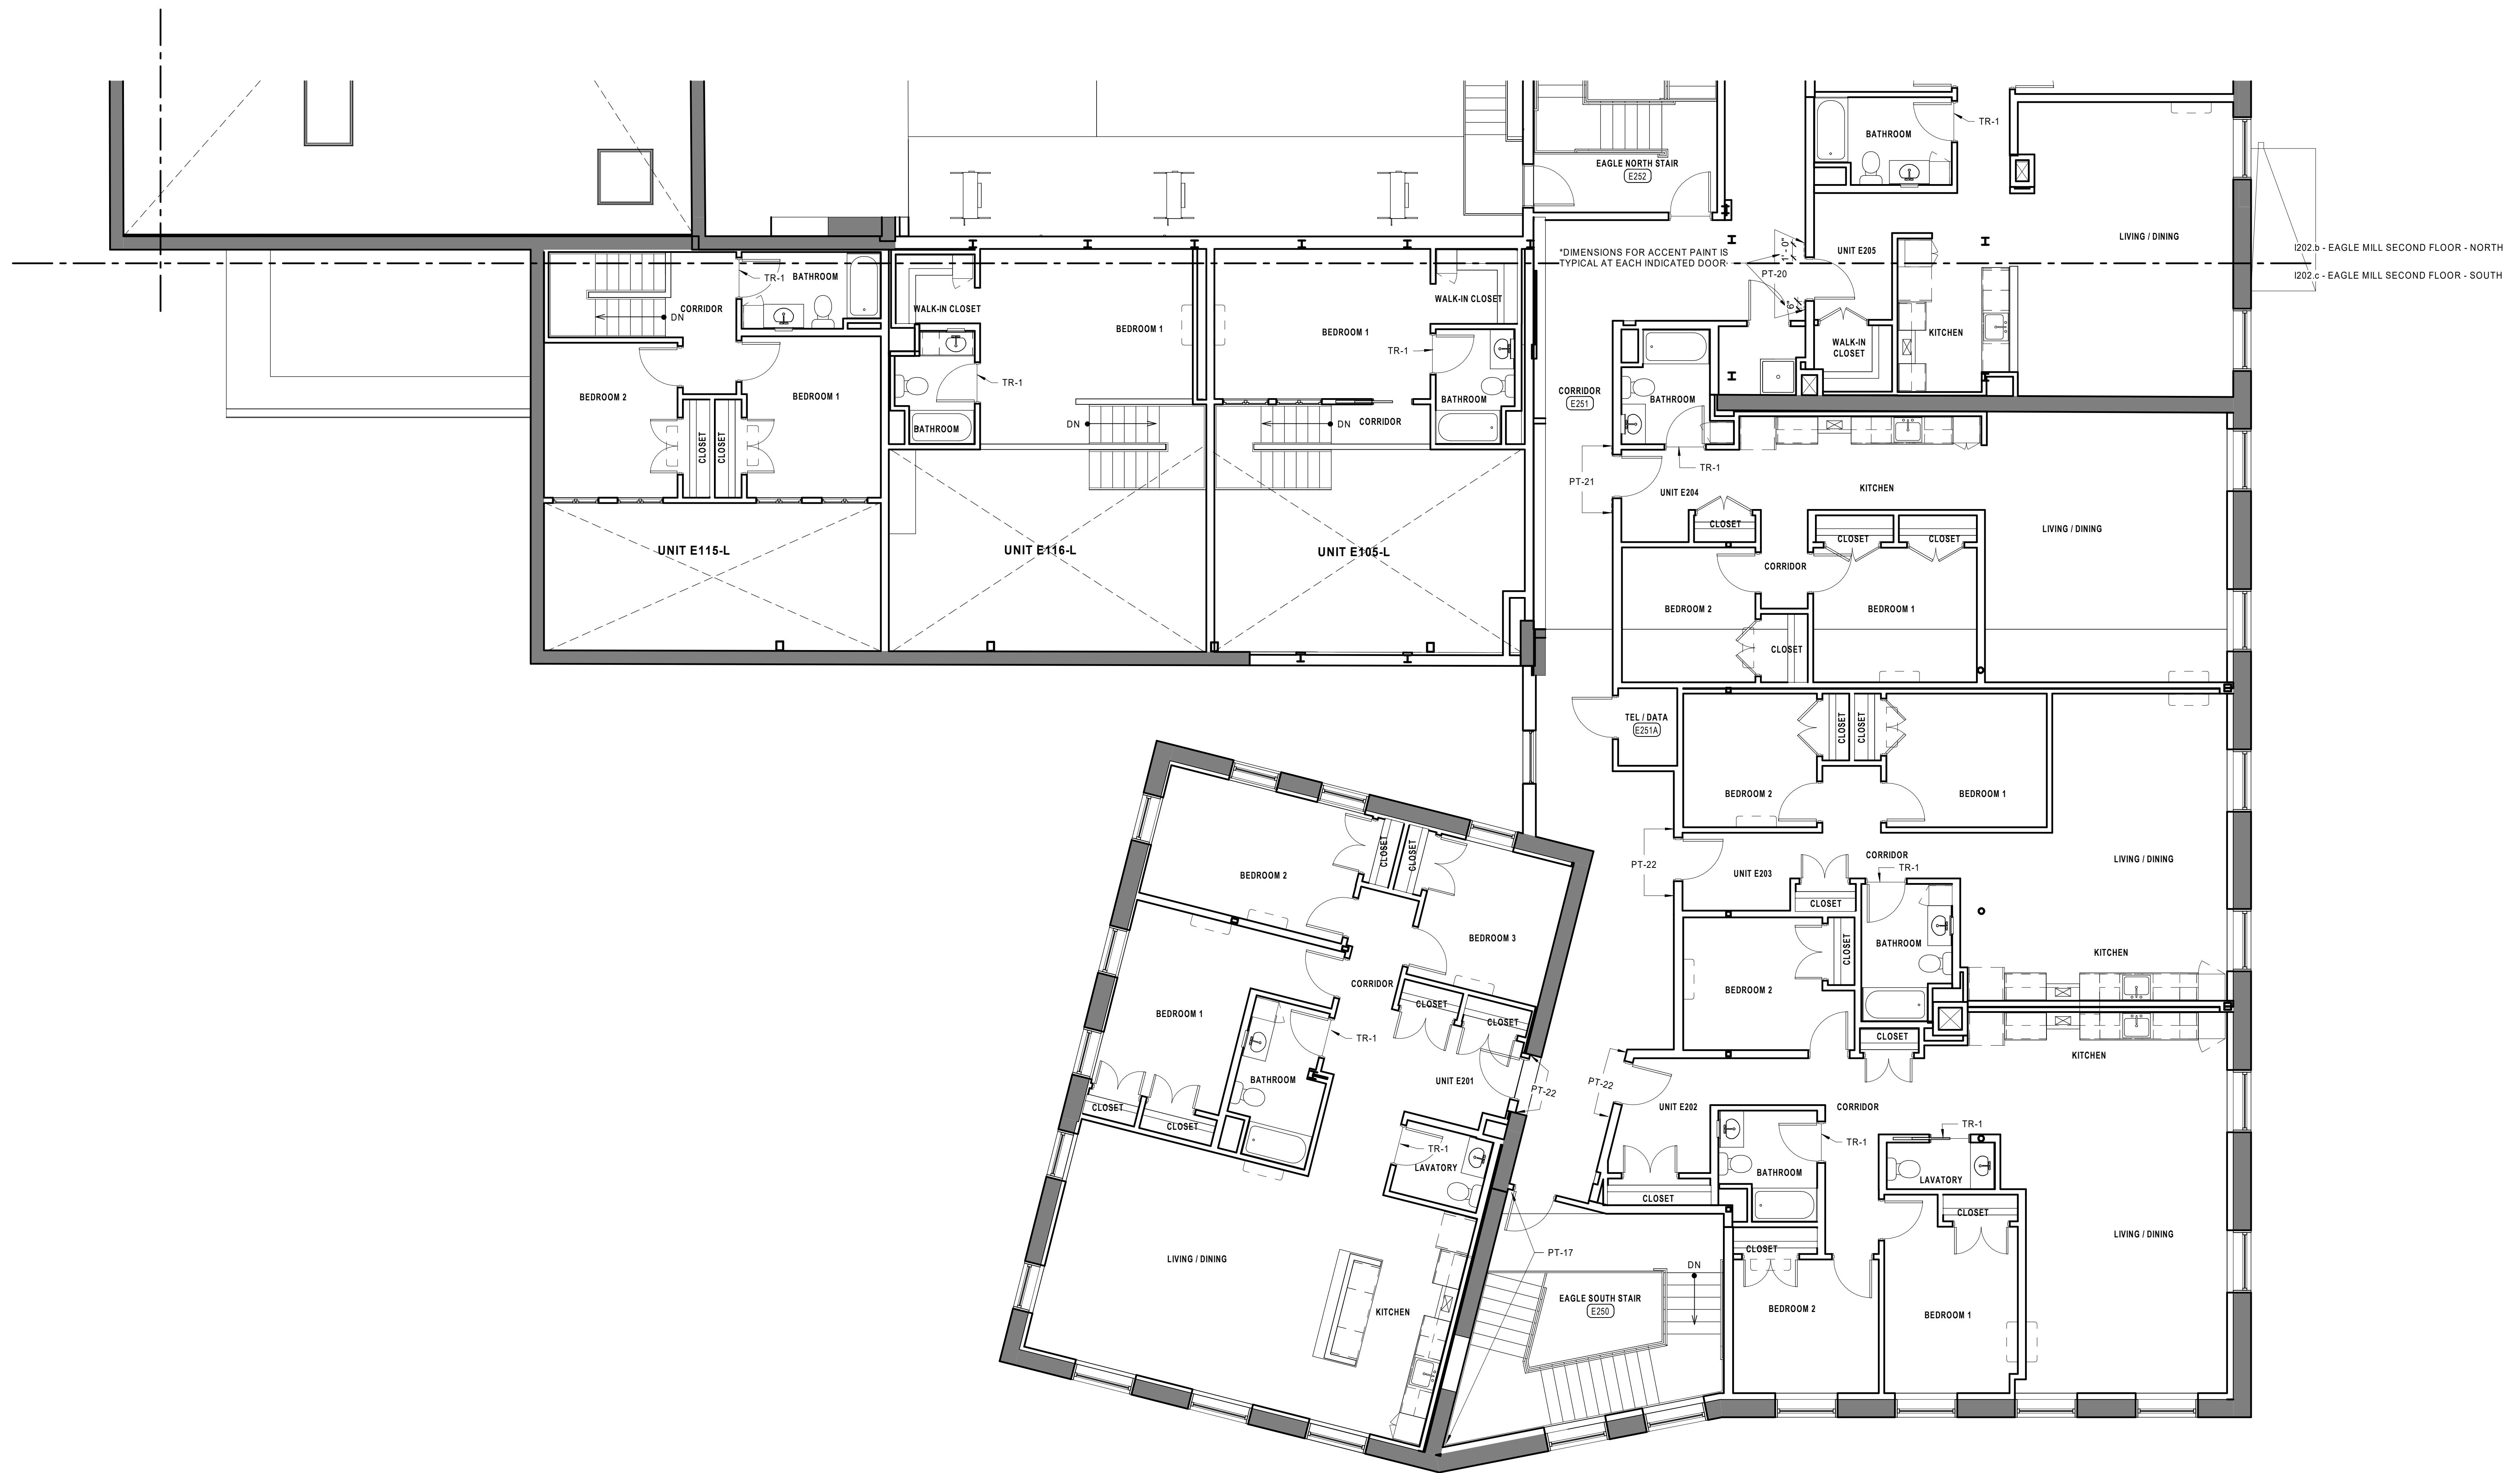 BATHROOM
TR-1
EAGLE NORTH STAIR
E252
*DIMENSIONS FOR ACCENT PAINT IS
TYPICAL AT EACH INDICATED DOOR
PT-20
1' - 0"
6"
UNIT E205
LIVING / DINING
I202.b - EAGLE MILL SECOND FLOOR - NORTH
I202.c - EAGLE MILL SECOND FLOOR - SOUTH
TR-1
BATHROOM
CORRIDOR
DN
WALK-IN CLOSET
BEDROOM 1
BEDROOM 1
WALK-IN CLOSET
KITCHEN
WALK-IN
CLOSET
TR-1
TR-1
BEDROOM 2
BEDROOM 1
CORRIDOR
E251
BATHROOM
BATHROOM
BATHROOM
DN
DN
CORRIDOR
CLOSET
CLOSET
TR-1
PT-21
UNIT E204
KITCHEN
CLOSET
CLOSET
CLOSET
LIVING / DINING
UNIT E115-L
UNIT E116-L
UNIT E105-L
CORRIDOR
BEDROOM 2
BEDROOM 1
CLOSET
TEL / DATA
E251A
CLOSET
CLOSET
BEDROOM 2
BEDROOM 1
PT-22
UNIT E203
CORRIDOR
TR-1
LIVING / DINING
CLOSET
CLOSET
CLOSET
BEDROOM 2
BEDROOM 3
CLOSET
BATHROOM
KITCHEN
BEDROOM 2
CORRIDOR
BEDROOM 1
CLOSET
CLOSET
TR-1
CLOSET
KITCHEN
BATHROOM
UNIT E201
PT-22
PT-22
CLOSET
CLOSET
UNIT E202
CORRIDOR
TR-1
TR-1
TR-1
LAVATORY
BATHROOM
LAVATORY
CLOSET
CLOSET
LIVING / DINING
PT-17
CLOSET
LIVING / DINING
DN
EAGLE SOUTH STAIR
E250
KITCHEN
BEDROOM 2
BEDROOM 1